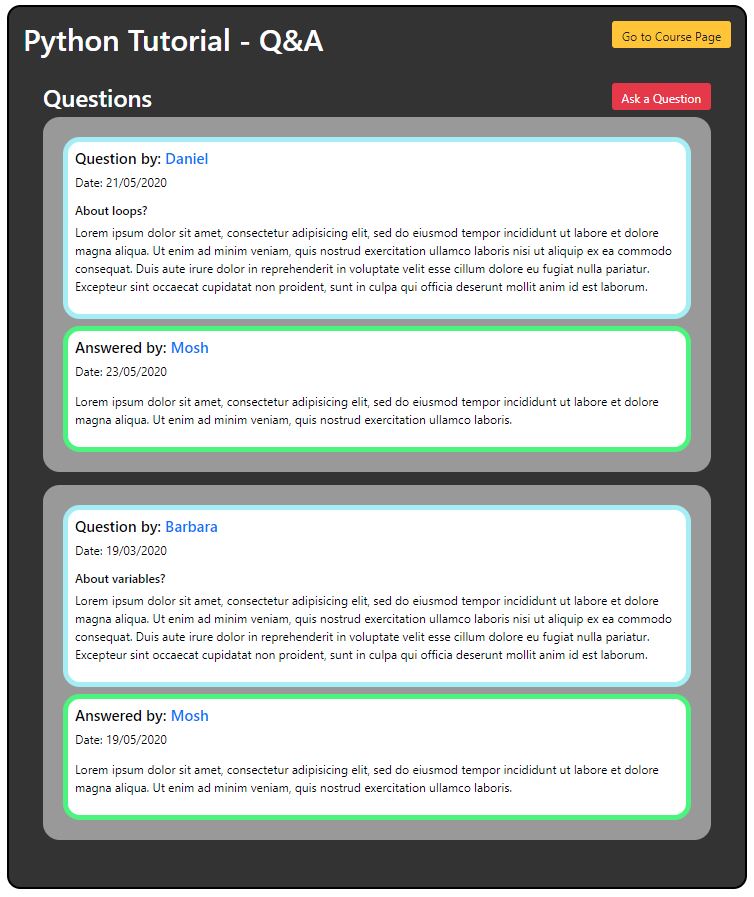 Python Tutorial - Q&A
Go to Course Page
Questions
Ask a Question
Question by: Daniel
Date: 21/05/2020
About loops?
Lorem ipsum dolor sit amet, consectetur adipisicing elit, sed do eiusmod tempor incididunt ut labore et dolore
magna aliqua. Ut enim ad minim veniam, quis nostrud exercitation ullamco laboris nisi ut aliquip ex ea commodo
consequat. Duis aute irure dolor in reprehenderit in voluptate velit esse cillum dolore eu fugiat nulla pariatur.
Excepteur sint occaecat cupidatat non proident, sunt in culpa qui officia deserunt mollit anim id est laborum.
Answered by: Mosh
Date: 23/05/2020
Lorem ipsum dolor sit amet, consectetur adipisicing elit, sed do eiusmod tempor incididunt ut labore et dolore
magna aliqua. Ut enim ad minim veniam, quis nostrud exercitation ullamco laboris.
Question by: Barbara
Date: 19/03/2020
About variables?
Lorem ipsum dolor sit amet, consectetur adipisicing elit, sed do eiusmod tempor incididunt ut labore et dolore
magna aliqua. Ut enim ad minim veniam, quis nostrud exercitation ullamco laboris nisi ut aliquip ex ea commodo
consequat. Duis aute irure dolor in reprehenderit in voluptate velit esse cillum dolore eu fugiat nulla pariatur.
Excepteur sint occaecat cupidatat non proident, sunt in culpa qui officia deserunt mollit anim id est laborum.
Answered by: Mosh
Date: 19/05/2020
Lorem ipsum dolor sit amet, consectetur adipisicing elit, sed do eiusmod tempor incididunt ut labore et dolore
magna aliqua. Ut enim ad minim veniam, quis nostrud exercitation ullamco laboris.